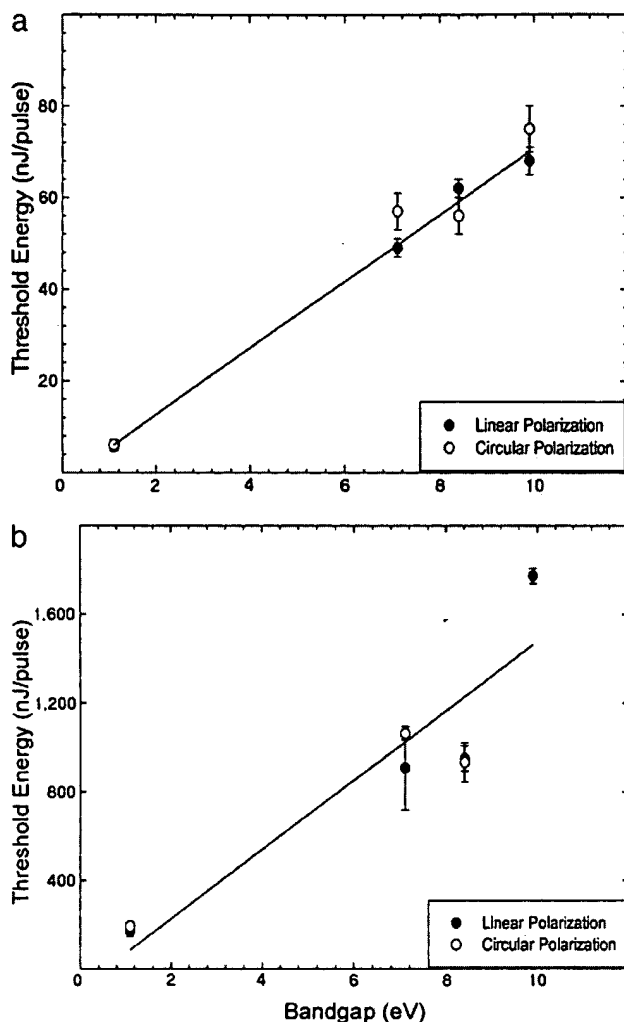 a
Threshold Energy (nJ/pulse)
80
60
40
20
0
2
4
6
8
10
Linear Polarization
Circular Polarization
b
Threshold Energy (nJ/pulse)
1,600
1,200
800
400
0
2
4
6
8
10
Linear Polarization
Circular Polarization
Bandgap (eV)